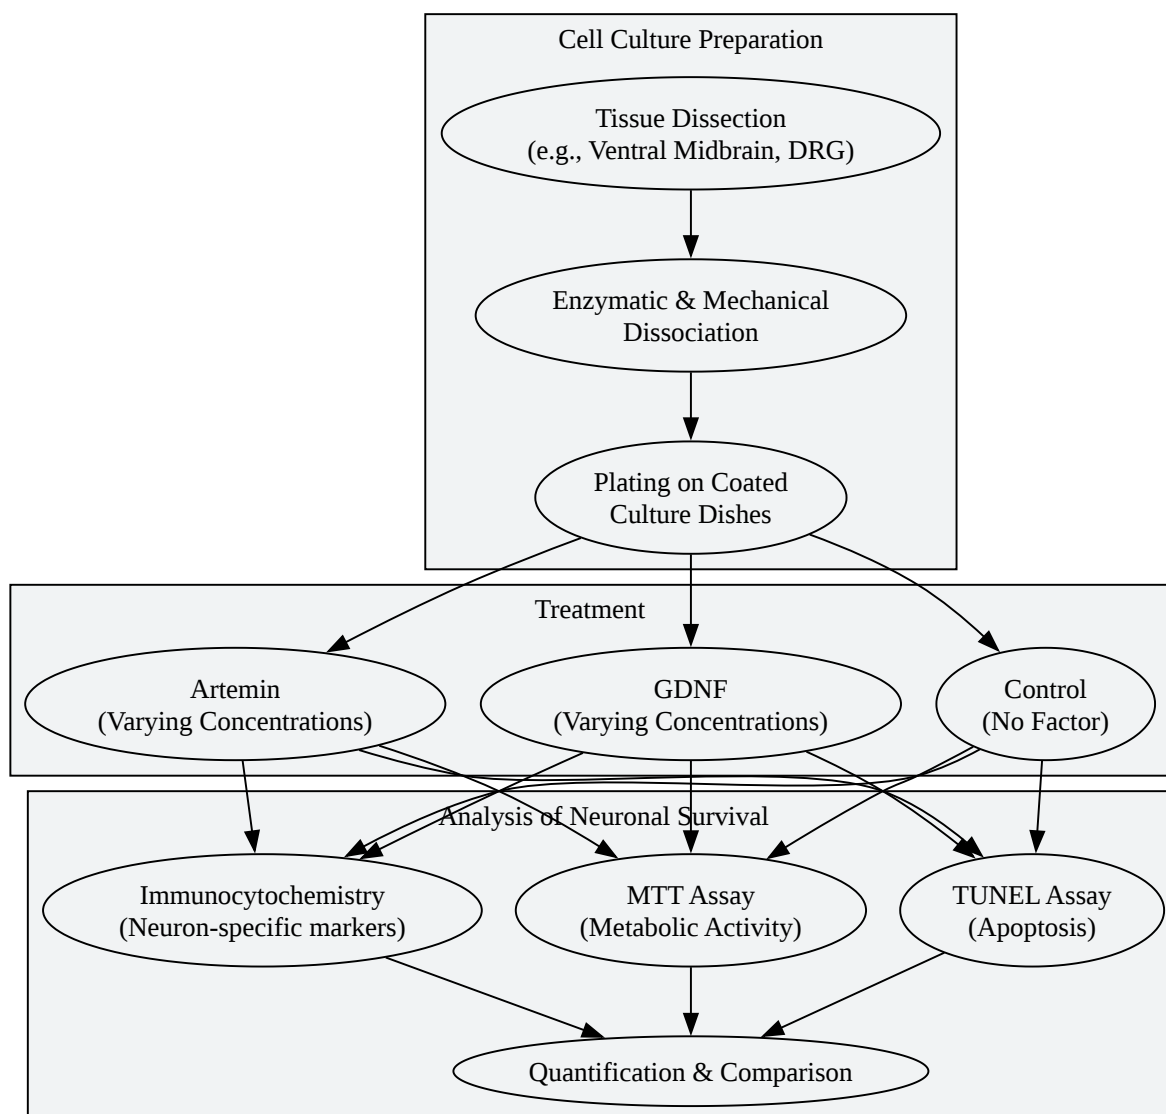 Cell Culture Preparation
Tissue Dissection
(e.g., Ventral Midbrain, DRG)
Enzymatic & Mechanical
Dissociation
Plating on Coated
Culture Dishes
Treatment
Artemin
(Varying Concentrations)
GDNF
(Varying Concentrations)
Control
(No Factor)
Analysis of Neuronal Survival
Immunocytochemistry
(Neuron-specific markers)
MTT Assay
(Metabolic Activity)
TUNEL Assay
(Apoptosis)
Quantification & Comparison